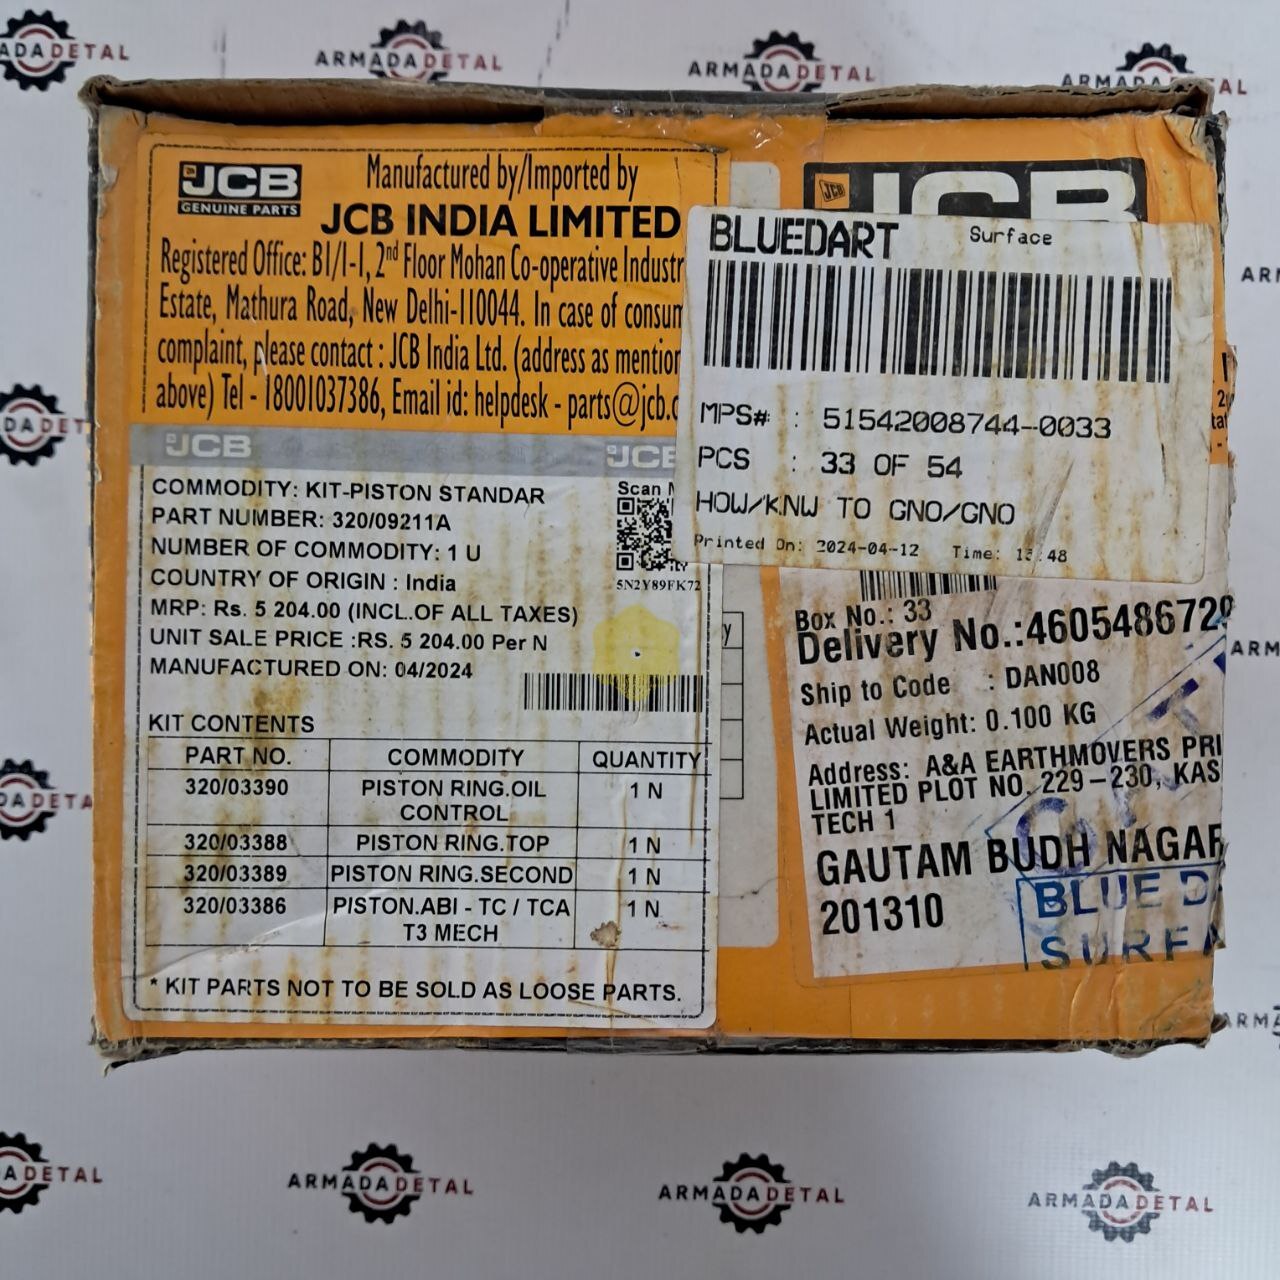 JCB
GENUINE PARTS
Manufactured by/Imported by
JCB INDIA LIMITED
Registered Office: B1/1-1, 2nd Floor Mohan Co-operative Industr
Estate, Mathura Road, New Delhi-110044. In case of consum
complaint, please contact : JCB India Ltd. (address as mention
above) Tel - 18001037386, Email id: helpdesk - parts@jcb.c
JCB
JCB
COMMODITY: KIT-PISTON STANDAR
PART NUMBER: 320/09211A
NUMBER OF COMMODITY: 1 U
COUNTRY OF ORIGIN : India
MRP: Rs. 5 204.00 (INCL.OF ALL TAXES)
UNIT SALE PRICE :RS. 5 204.00 Per N
MANUFACTURED ON: 04/2024
Scan
5N2Y89FK72
KIT CONTENTS
PART NO. COMMODITY QUANTITY
320/03390 PISTON RING.OIL 1 N
CONTROL
320/03388 PISTON RING.TOP 1 N
320/03389 PISTON RING.SECOND 1 N
320/03386 PISTON.ABI - TC / TCA 1 N
T3 MECH
* KIT PARTS NOT TO BE SOLD AS LOOSE PARTS.
JCB
JCB
BLUEDART Surface
MPS# : 51542008744-0033
PCS : 33 OF 54
HOW/KNW TO GNO/GNO
Printed On: 2024-04-12 Time: 48
Box No.: 33
Delivery No.:460548672
Ship to Code : DAN008
Actual Weight: 0.100 KG
Address: A&A EARTHMOVERS PRI
LIMITED PLOT NO. 229-230, KAS
TECH 1
GAUTAM BUDH NAGAR
201310
BLUE D
SURFA
ARMADADETAL
ARMADADETAL
ARMADADETAL
ARMADADETAL
ARMADADETAL
ARMADADETAL